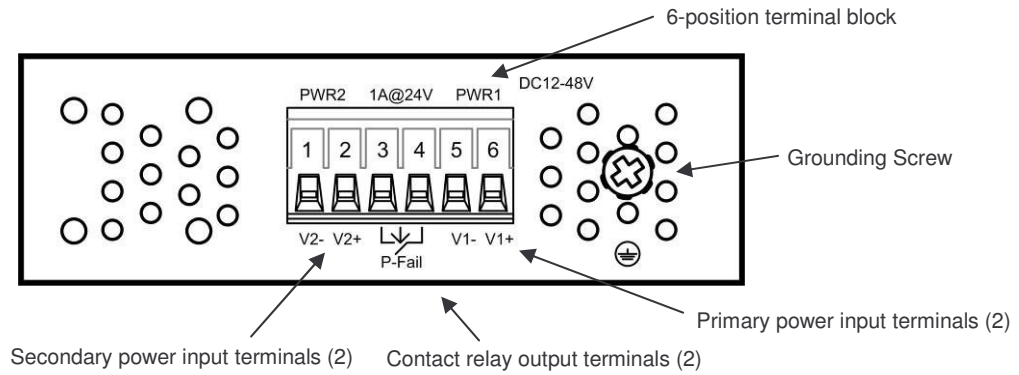 6-position terminal block
DC12-48V
PWR2 1A@24V PWR1
1 2 3 4 5 6
Grounding Screw
V2- V2+ V1- V1+
P-Fail
Primary power input terminals (2)
Secondary power input terminals (2)
Contact relay output terminals (2)